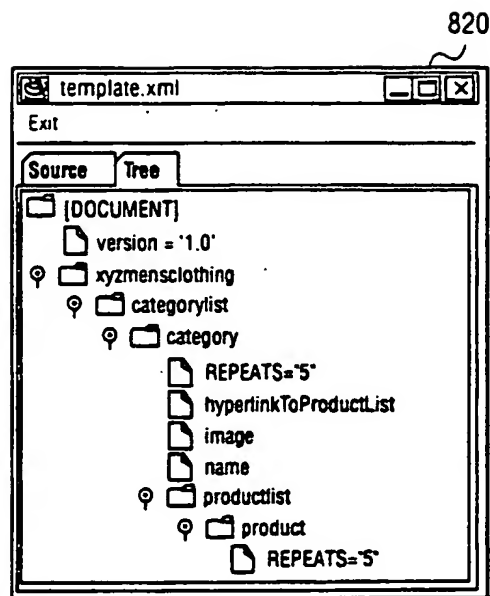 820
template.xml
Exit
Source Tree
[DOCUMENT]
version = '1.0'
xyzmensclothing
categorylist
category
REPEATS="5"
hyperlinkToProductList
image
name
productlist
product
REPEATS="5"